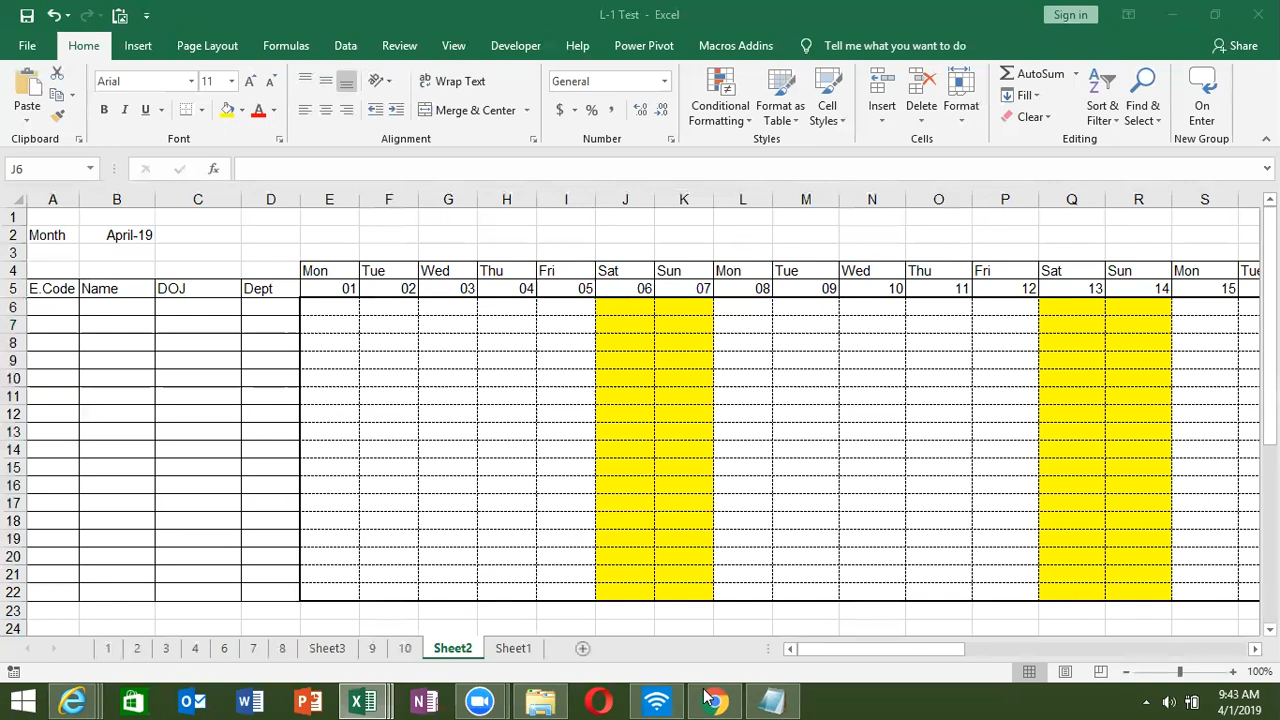 L-1 Test - Excel
Sign in
File Home Insert Page Layout Formulas Data Review View Developer Help Power Pivot Macros Addins Tell me what you want to do Share
Paste
Clipboard
Arial 11
B I U
Font
Wrap Text
Merge & Center
Alignment
General
$ % ,
Number
Conditional Formatting
Format as Table
Cell Styles
Styles
Insert Delete Format
Cells
AutoSum
Fill
Clear
Sort & Filter
Find & Select
Editing
On Enter
New Group
J6 fx
A B C D E F G H I J K L M N O P Q R S
1
2 Month April-19
3
4 Mon Tue Wed Thu Fri Sat Sun Mon Tue Wed Thu Fri Sat Sun Mon Tue
5 E.Code Name DOJ Dept 01 02 03 04 05 06 07 08 09 10 11 12 13 14 15
6
7
8
9
10
11
12
13
14
15
16
17
18
19
20
21
22
23
24
1 2 3 4 6 7 8 Sheet3 9 10 Sheet2 Sheet1
100%
9:43 AM
4/1/2019